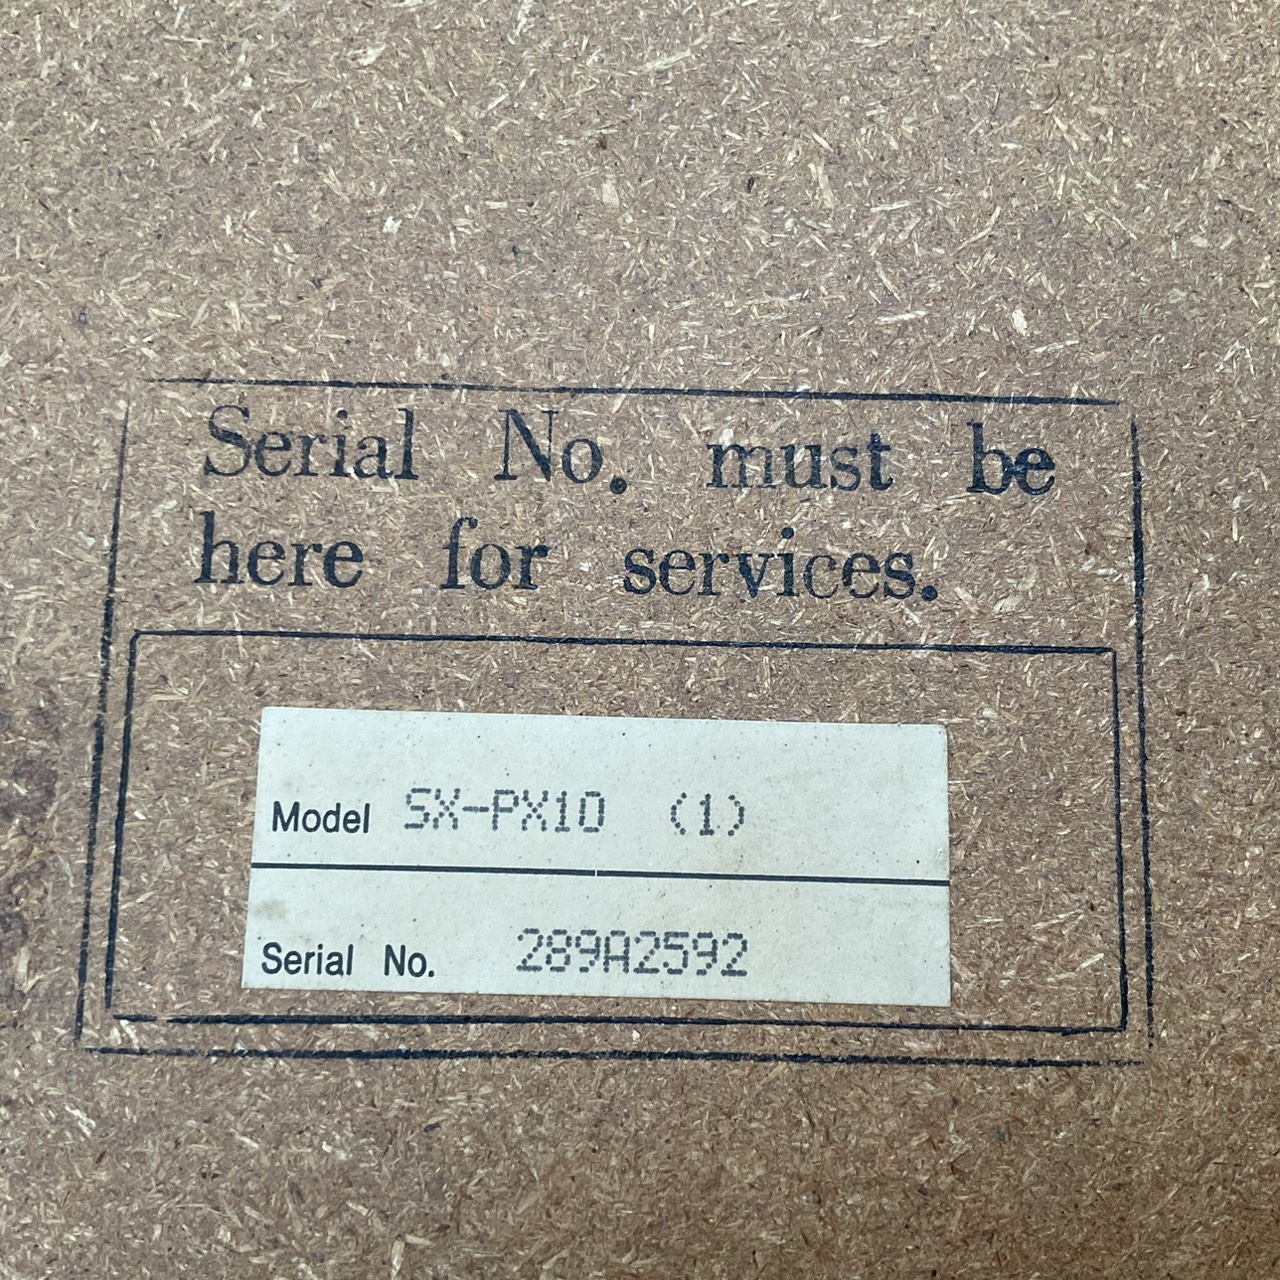 Serial No. must be
here for services.
Model SX-PX10 (1)
Serial No. 289A2592